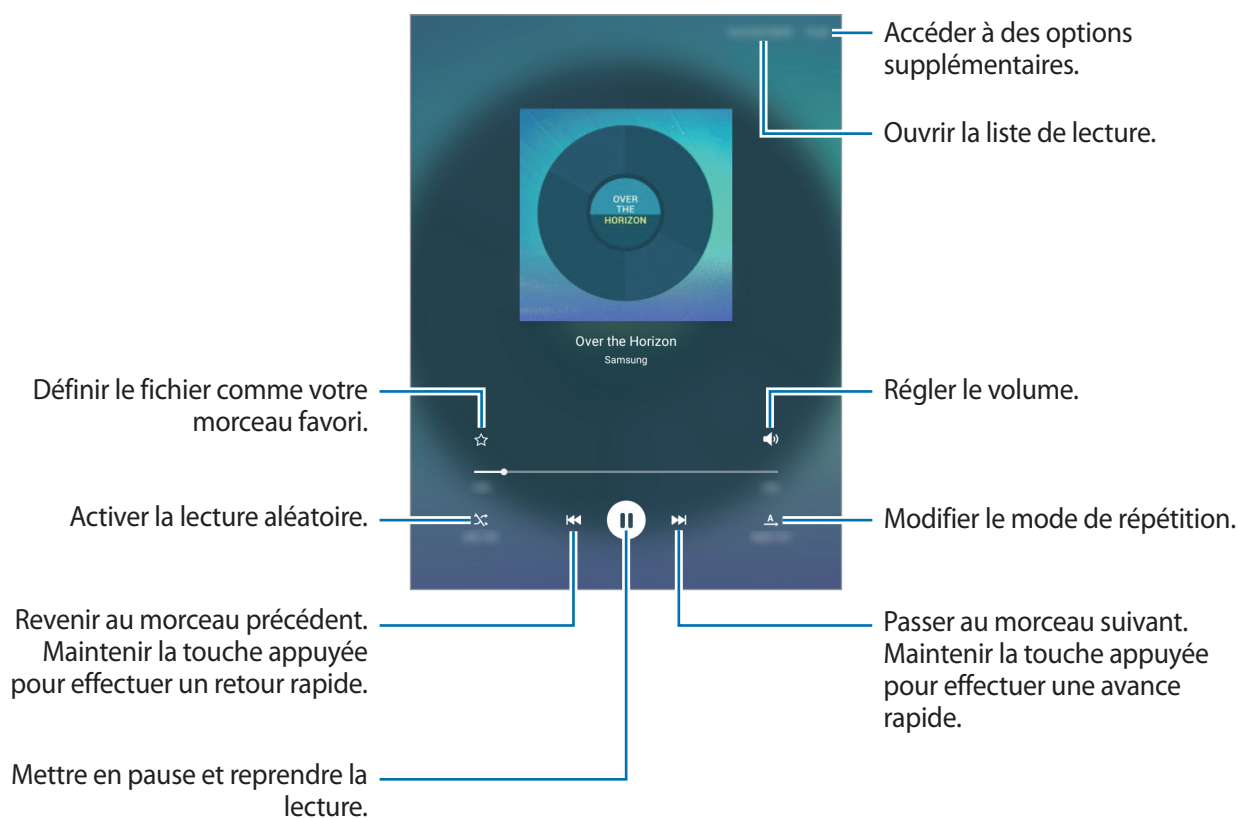 Accéder à des options
supplémentaires.
Ouvrir la liste de lecture.
OVER
THE
HORIZON
Over the Horizon
Samsung
Définir le fichier comme votre
morceau favori.
Régler le volume.
Activer la lecture aléatoire.
A
Modifier le mode de répétition.
Revenir au morceau précédent.
Maintenir la touche appuyée
pour effectuer un retour rapide.
Passer au morceau suivant.
Maintenir la touche appuyée
pour effectuer une avance
rapide.
Mettre en pause et reprendre la
lecture.